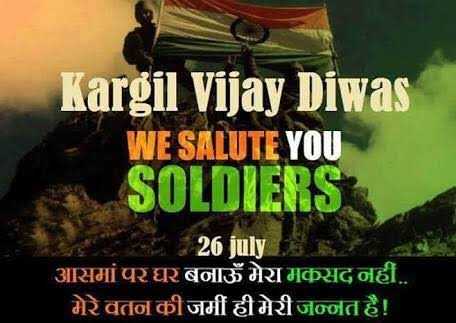 Kargil Vijay Diwas
WE SALUTE YOU
SOLDIERS
26 july
आसमां पर घर बनाऊँ मेरा मकसद नहीं..
मेरे वतन की जमीं ही मेरी जन्नत है!